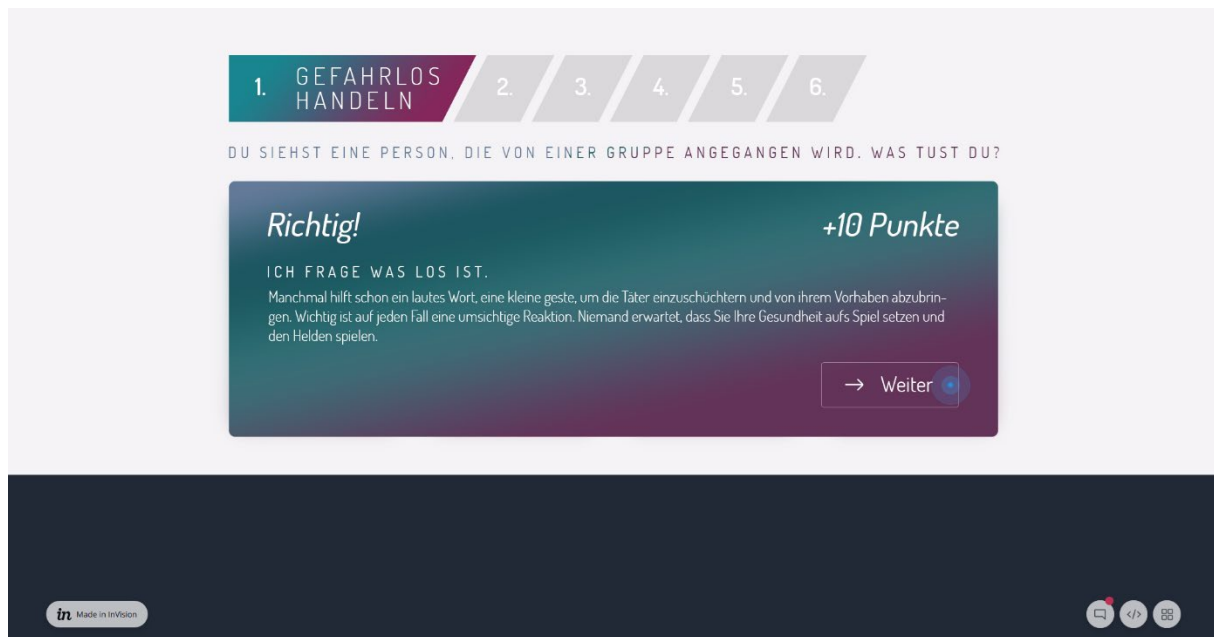 1. GEFAHRLOS HANDELN 2. 3. 4. 5. 6.
DU SIEHST EINE PERSON, DIE VON EINER GRUPPE ANGEGANGEN WIRD. WAS TUST DU?
Richtig! +10 Punkte
ICH FRAGE WAS LOS IST.
Manchmal hilft schon ein lautes Wort, eine kleine geste, um die Täter einzuschüchtern und von ihrem Vorhaben abzubrin-
gen. Wichtig ist auf jeden Fall eine umsichtige Reaktion. Niemand erwartet, dass Sie Ihre Gesundheit aufs Spiel setzen und
den Helden spielen.
→ Weiter
in Made in InVision